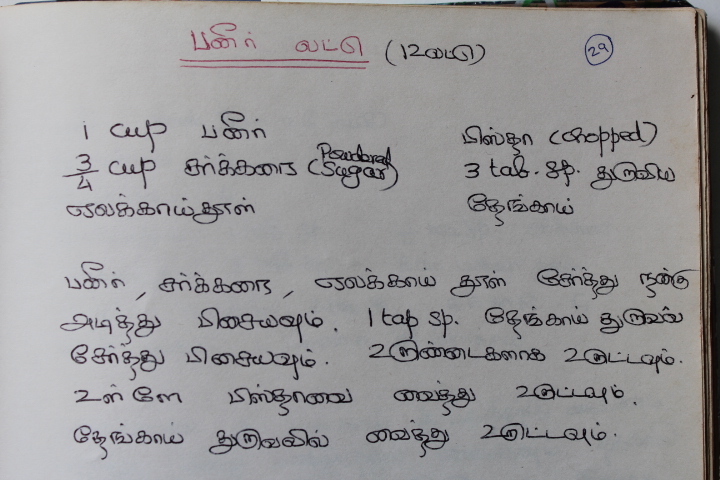 பனீர் லட்டு (12லட்டு) 29
1 cup பனீர்
3/4 cup சர்க்கரை (Powdered Sugar)
ஏலக்காய்தூள்
பிஸ்தா (chopped)
3 tab. sp. துருவிய
தேங்காய்
பனீர், சர்க்கரை, ஏலக்காய் தூள் சேர்த்து நன்கு
அடித்து பிசையவும். 1 tap sp. தேங்காய் துருவல்
சேர்த்து பிசையவும். உருண்டைகளாக உருட்டவும்.
உள்ளே பிஸ்தாவை வைத்து உருட்டவும்.
தேங்காய் துருவலில் வைத்து உருட்டவும்.